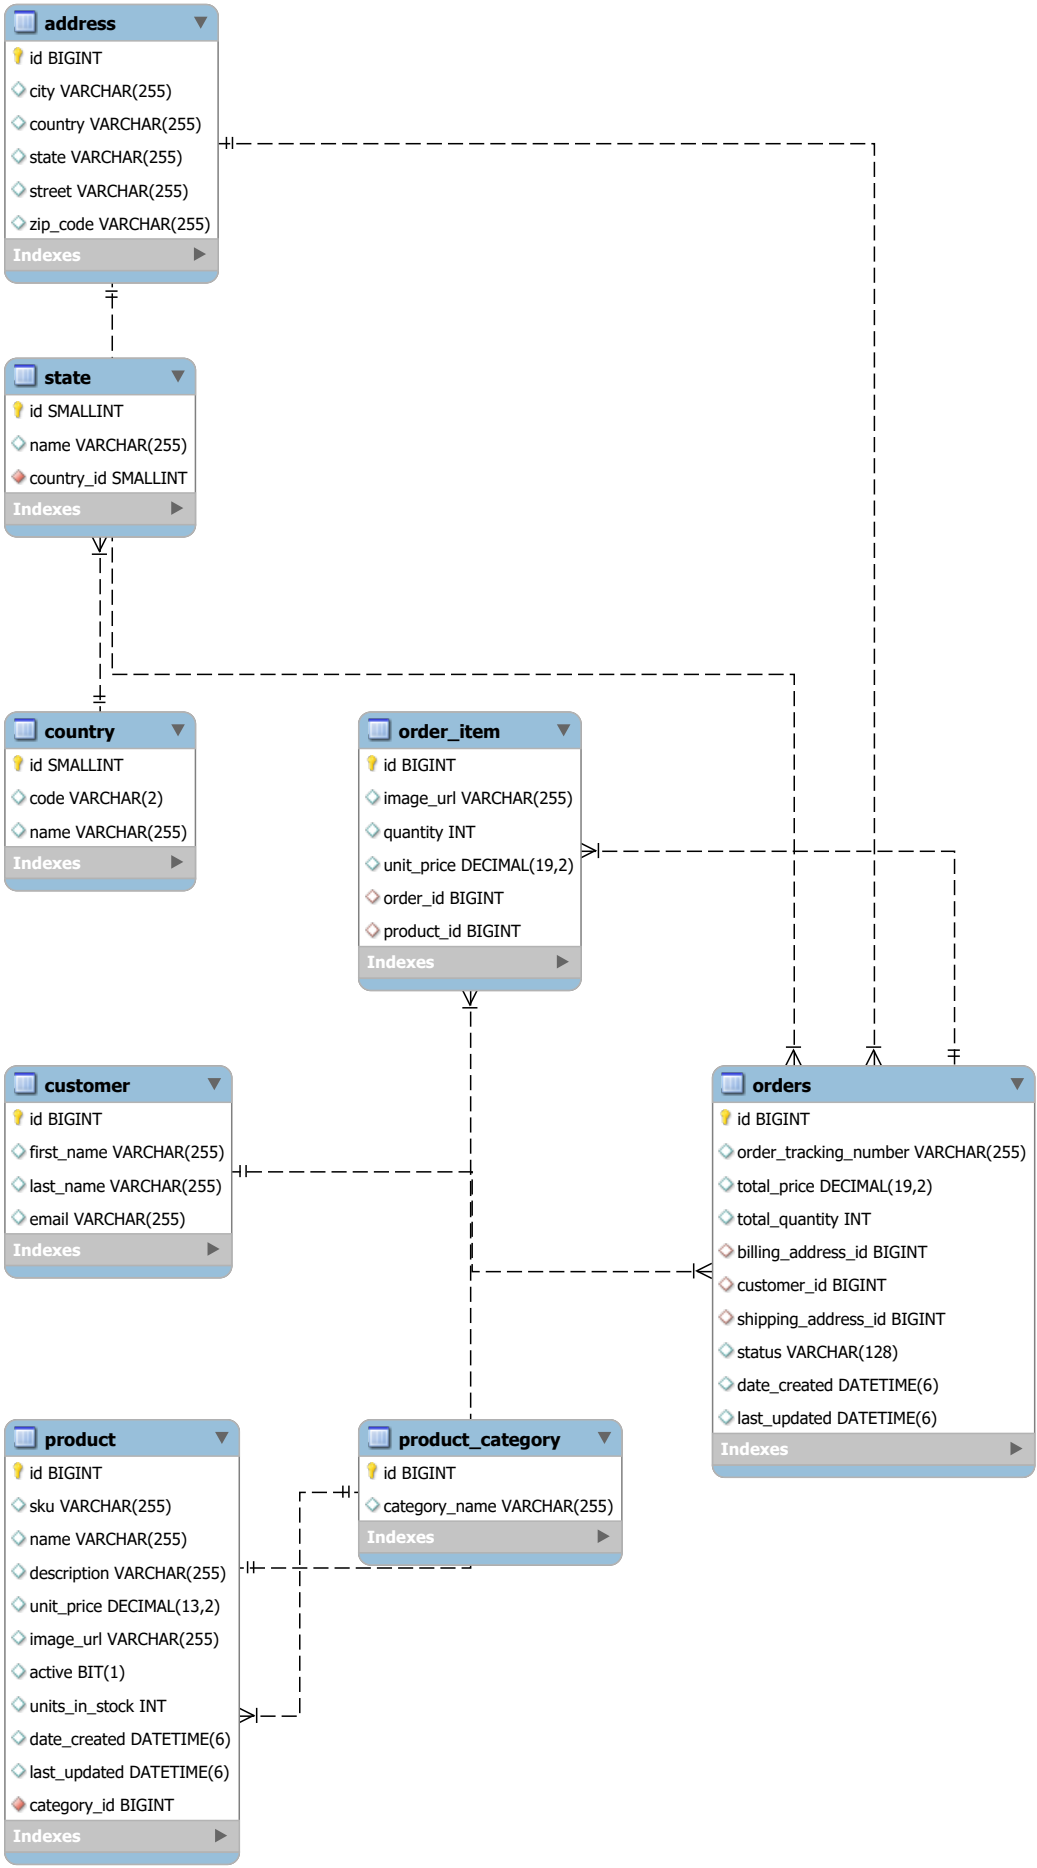 address
id BIGINT
city VARCHAR(255)
country VARCHAR(255)
state VARCHAR(255)
street VARCHAR(255)
zip_code VARCHAR(255)
Indexes
state
id SMALLINT
name VARCHAR(255)
country_id SMALLINT
Indexes
country
id SMALLINT
code VARCHAR(2)
name VARCHAR(255)
Indexes
order_item
id BIGINT
image_url VARCHAR(255)
quantity INT
unit_price DECIMAL(19,2)
order_id BIGINT
product_id BIGINT
Indexes
customer
id BIGINT
first_name VARCHAR(255)
last_name VARCHAR(255)
email VARCHAR(255)
Indexes
orders
id BIGINT
order_tracking_number VARCHAR(255)
total_price DECIMAL(19,2)
total_quantity INT
billing_address_id BIGINT
customer_id BIGINT
shipping_address_id BIGINT
status VARCHAR(128)
date_created DATETIME(6)
last_updated DATETIME(6)
Indexes
product
id BIGINT
sku VARCHAR(255)
name VARCHAR(255)
description VARCHAR(255)
unit_price DECIMAL(13,2)
image_url VARCHAR(255)
active BIT(1)
units_in_stock INT
date_created DATETIME(6)
last_updated DATETIME(6)
category_id BIGINT
Indexes
product_category
id BIGINT
category_name VARCHAR(255)
Indexes